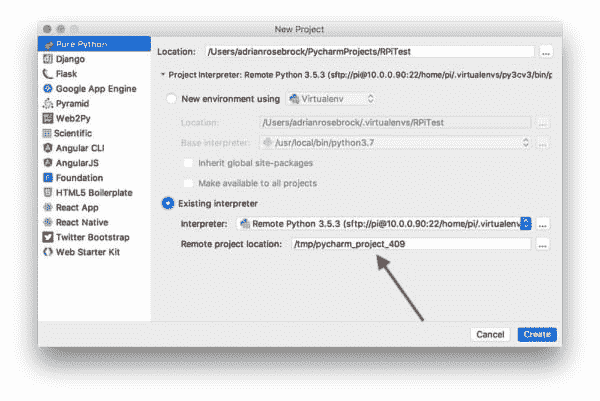 New Project
Pure Python
Django
Flask
Google App Engine
Pyramid
Web2Py
Scientific
Angular CLI
AngularJS
Foundation
HTML5 Boilerplate
React App
React Native
Twitter Bootstrap
Web Starter Kit
Location: /Users/adrianrosebrock/PycharmProjects/RPiTest ...
Project Interpreter: Remote Python 3.5.3 (sftp://pi@10.0.0.90:22/home/pi/.virtualenvs/py3cv3/bin/p
New environment using Virtualenv
Location: /Users/adrianrosebrock/.virtualenvs/RPiTest ...
Base interpreter: /usr/local/bin/python3.7 ...
Inherit global site-packages
Make available to all projects
Existing interpreter
Interpreter: Remote Python 3.5.3 (sftp://pi@10.0.0.90:22/home/pi/.virtualenv ...
Remote project location: /tmp/pycharm_project_409 ...
Cancel Create